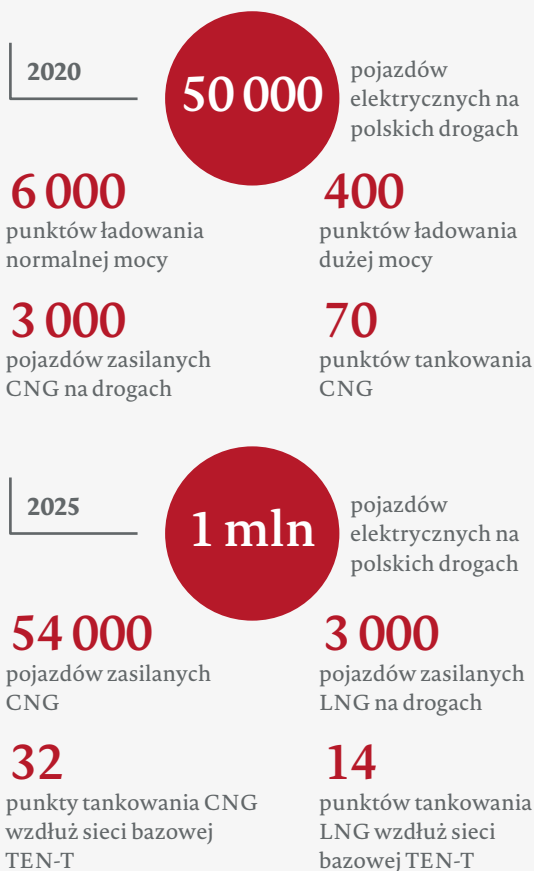 2020
50 000
pojazdów
elektrycznych na
polskich drogach
6 000
punktów ładowania
normalnej mocy
400
punktów ładowania
dużej mocy
3 000
pojazdów zasilanych
CNG na drogach
70
punktów tankowania
CNG
2025
1 mln
pojazdów
elektrycznych na
polskich drogach
54 000
pojazdów zasilanych
CNG
3 000
pojazdów zasilanych
LNG na drogach
32
punkty tankowania CNG
wzdłuż sieci bazowej
TEN-T
14
punktów tankowania
LNG wzdłuż sieci
bazowej TEN-T